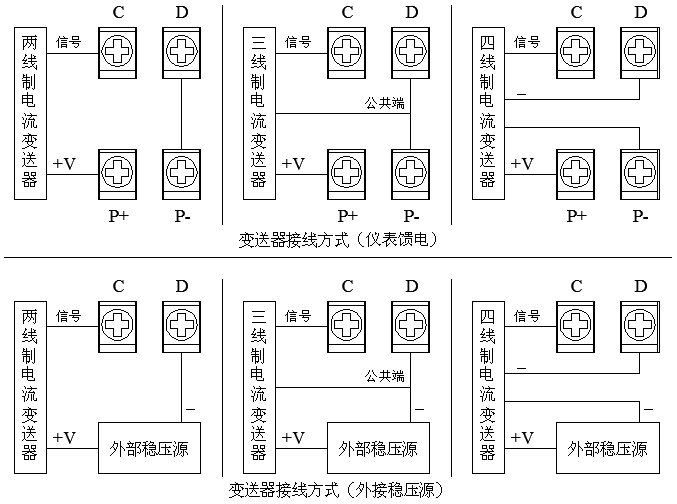 C D C D C D
两线制电流变送器 信号 三线制电流变送器 信号 四线制电流变送器 信号
公共端 −
+V +V +V
P+ P- P+ P- P+ P-
变送器接线方式（仪表馈电）
C D C D C D
两线制电流变送器 信号 三线制电流变送器 信号 四线制电流变送器 信号
公共端 −
− − −
+V 外部稳压源 +V 外部稳压源 +V 外部稳压源
变送器接线方式（外接稳压源）